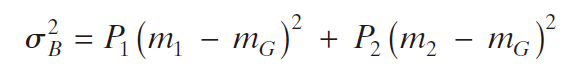 σ_B^2 = P_1 (m_1 − m_G)^2 + P_2 (m_2 − m_G)^2